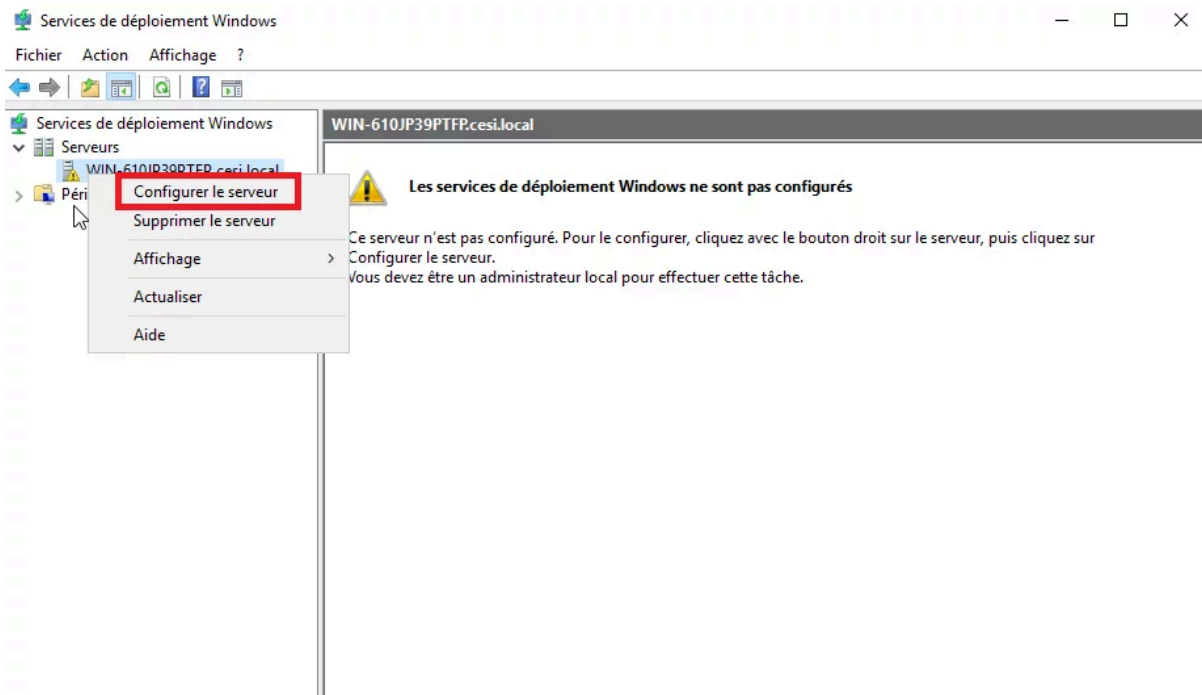 Services de déploiement Windows
Fichier Action Affichage ?
Services de déploiement Windows
Serveurs
WIN-610JP39PTFP.cesi.local
Péri
Configurer le serveur
Supprimer le serveur
Affichage
Actualiser
Aide
WIN-610JP39PTFP.cesi.local
Les services de déploiement Windows ne sont pas configurés
Ce serveur n'est pas configuré. Pour le configurer, cliquez avec le bouton droit sur le serveur, puis cliquez sur
Configurer le serveur.
Vous devez être un administrateur local pour effectuer cette tâche.